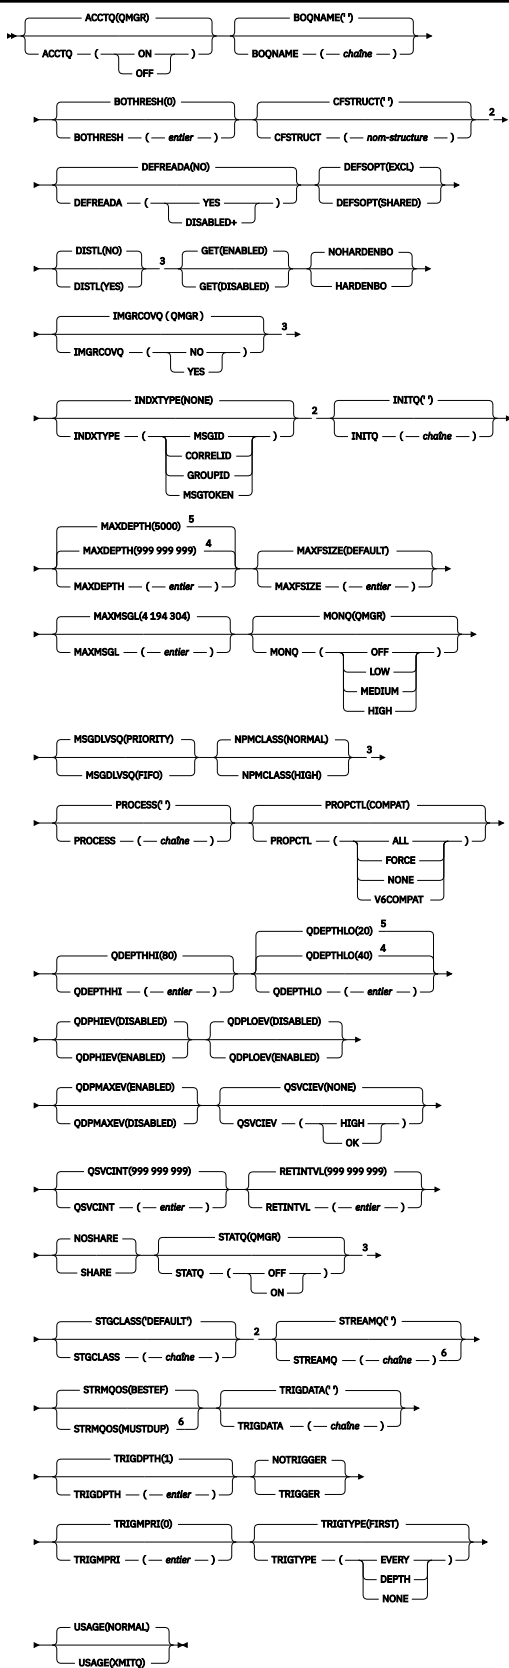 ACCTQ(QMGR) BOQNAME(' ')
ACCTQ ( ON ) BOQNAME ( chaîne )
OFF
BOTHRESH(0) CFSTRUCT(' ') 2
BOTHRESH ( entier ) CFSTRUCT ( nom-structure )
DEFREADA(NO) DEFSOPT(EXCL)
DEFREADA ( YES ) DEFSOPT(SHARED)
DISABLED+
DISTL(NO) 3 GET(ENABLED) NOHARDENBO
DISTL(YES) GET(DISABLED) HARDENBO
IMGRCOVQ ( QMGR ) 3
IMGRCOVQ ( NO )
YES
INDXTYPE(NONE) 2 INITQ(' ')
INDXTYPE ( MSGID ) INITQ ( chaîne )
CORRELID
GROUPID
MSGTOKEN
MAXDEPTH(5000) 5
MAXDEPTH(999 999 999) 4 MAXFSIZE(DEFAULT)
MAXDEPTH ( entier ) MAXFSIZE ( entier )
MAXMSGL(4 194 304) MONQ(QMGR)
MAXMSGL ( entier ) MONQ ( OFF )
LOW
MEDIUM
HIGH
MSGDLVSQ(PRIORITY) NPMCLASS(NORMAL) 3
MSGDLVSQ(FIFO) NPMCLASS(HIGH)
PROCESS(' ') PROPCTL(COMPAT)
PROCESS ( chaîne ) PROPCTL ( ALL )
FORCE
NONE
V6COMPAT
QDEPTHLO(20) 5
QDEPTHHI(80) QDEPTHLO(40) 4
QDEPTHHI ( entier ) QDEPTHLO ( entier )
QDPHIEV(DISABLED) QDPLOEV(DISABLED)
QDPHIEV(ENABLED) QDPLOEV(ENABLED)
QDPMAXEV(ENABLED) QSVCIEV(NONE)
QDPMAXEV(DISABLED) QSVCIEV ( HIGH )
OK
QSVCINT(999 999 999) RETINTVL(999 999 999)
QSVCINT ( entier ) RETINTVL ( entier )
NOSHARE STATQ(QMGR) 3
SHARE STATQ ( OFF )
ON
STGCLASS('DEFAULT') 2 STREAMQ(' ')
STGCLASS ( chaîne ) STREAMQ ( chaîne ) 6
STRMQOS(BESTEF) TRIGDATA(' ')
STRMQOS(MUSTDUP) 6 TRIGDATA ( chaîne )
TRIGDPTH(1) NOTRIGGER
TRIGDPTH ( entier ) TRIGGER
TRIGMPRI(0) TRIGTYPE(FIRST)
TRIGMPRI ( entier ) TRIGTYPE ( EVERY )
DEPTH
NONE
USAGE(NORMAL)
USAGE(XMITQ)